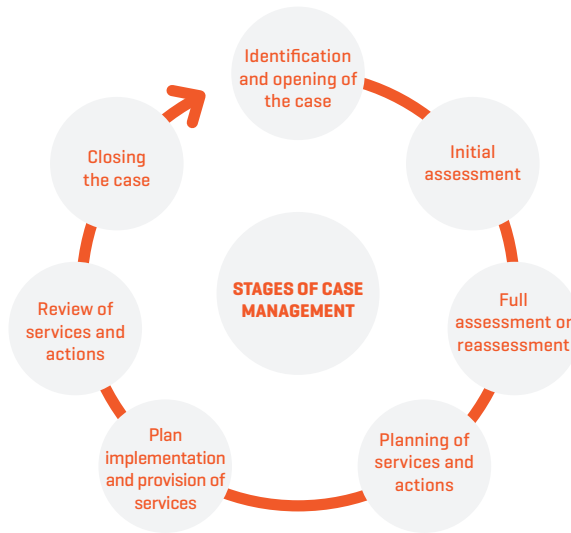 Identification
and opening of
the case
Initial
assessment
Full
assessment or
reassessment
Planning of
services and
actions
Plan
implementation
and provision of
services
Review of
services and
actions
Closing
the case
STAGES OF CASE
MANAGEMENT